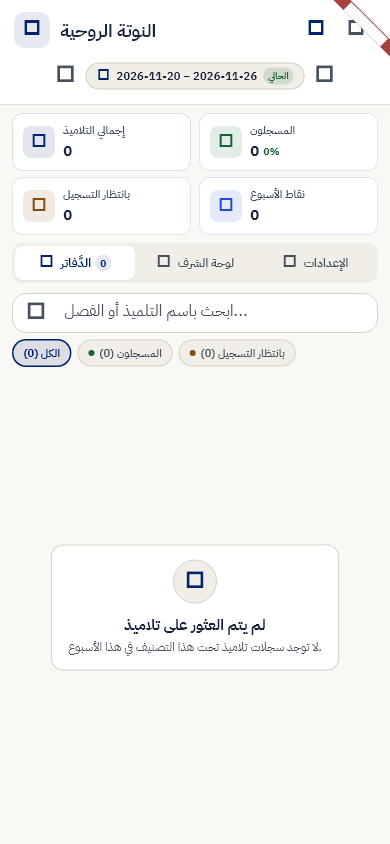 النوتة الروحية
2026-11-20 – 2026-11-26 الحالي
إجمالي التلاميذ
0
المسجلون
0 0%
بانتظار التسجيل
0
نقاط الأسبوع
0
الدَّفاتر 0
لوحة الشرف
الإعدادات
ابحث باسم التلميذ أو الفصل...
الكل (0)
المسجلون (0)
بانتظار التسجيل (0)
لم يتم العثور على تلاميذ
لا توجد سجلات تلاميذ تحت هذا التصنيف في هذا الأسبوع.